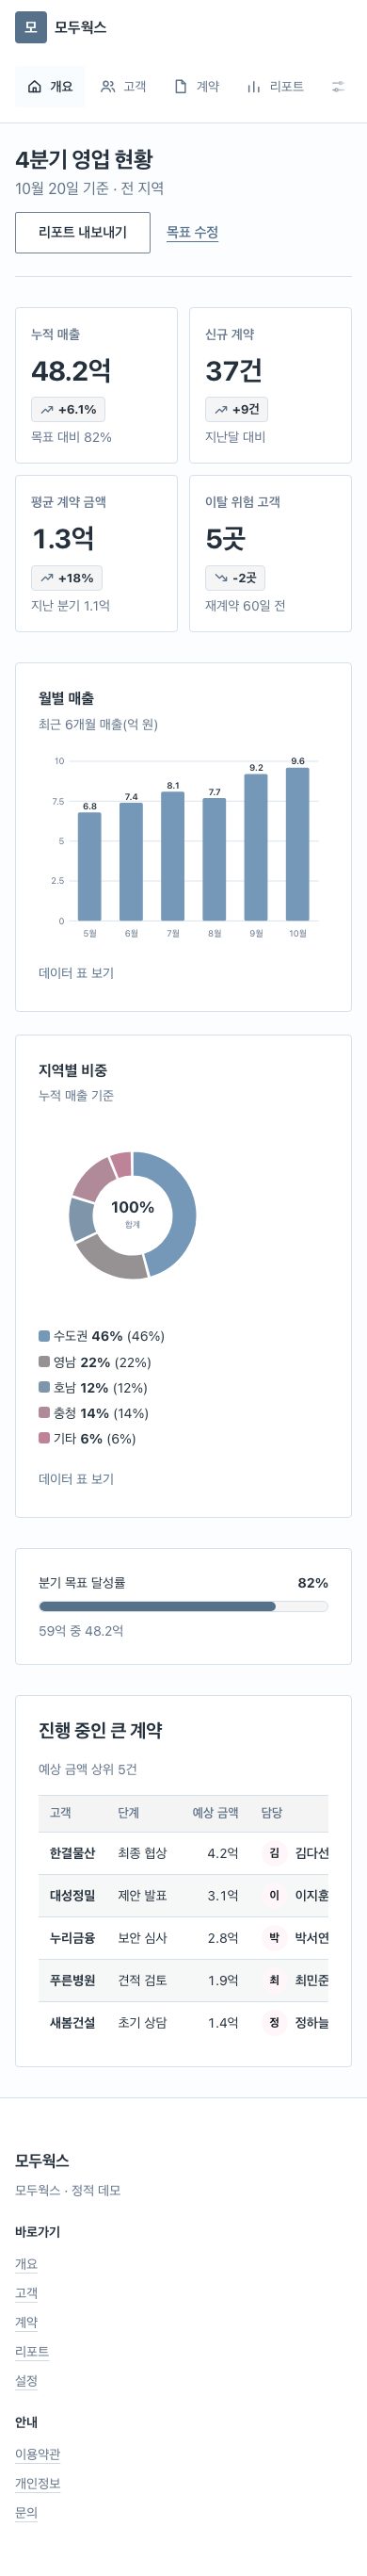 모 모두웍스
개요 고객 계약 리포트
4분기 영업 현황
10월 20일 기준 · 전 지역
리포트 내보내기 목표 수정
누적 매출
48.2억
+6.1%
목표 대비 82%
신규 계약
37건
+9건
지난달 대비
평균 계약 금액
1.3억
+18%
지난 분기 1.1억
이탈 위험 고객
5곳
-2곳
재계약 60일 전
월별 매출
최근 6개월 매출(억 원)
10
7.5
5
2.5
0
6.8 7.4 8.1 7.7 9.2 9.6
5월 6월 7월 8월 9월 10월
데이터 표 보기
지역별 비중
누적 매출 기준
100%
합계
수도권 46% (46%)
영남 22% (22%)
호남 12% (12%)
충청 14% (14%)
기타 6% (6%)
데이터 표 보기
분기 목표 달성률 82%
59억 중 48.2억
진행 중인 큰 계약
예상 금액 상위 5건
고객 단계 예상 금액 담당
한결물산 최종 협상 4.2억 김 김다선
대성정밀 제안 발표 3.1억 이 이지훈
누리금융 보안 심사 2.8억 박 박서연
푸른병원 견적 검토 1.9억 최 최민준
새봄건설 초기 상담 1.4억 정 정하늘
모두웍스
모두웍스 · 정적 데모
바로가기
개요
고객
계약
리포트
설정
안내
이용약관
개인정보
문의